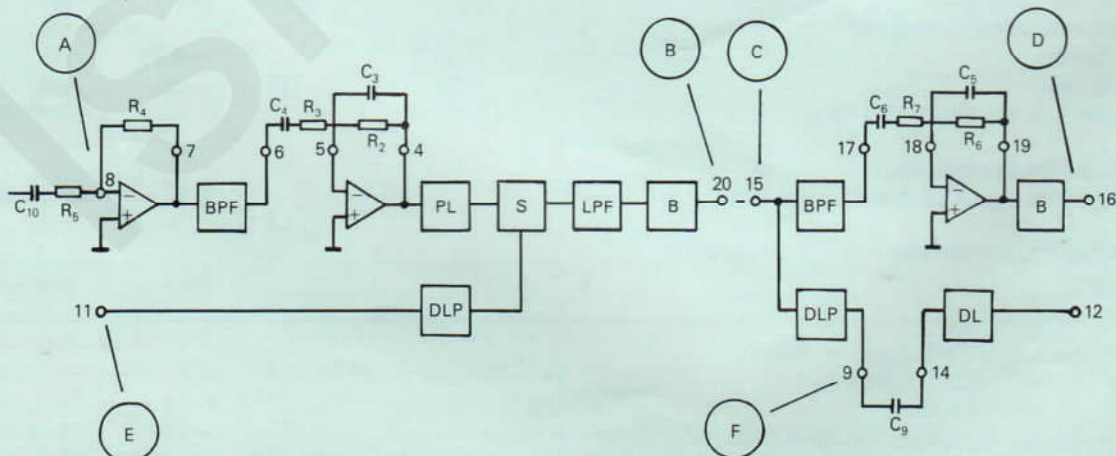 A
B
C
D
C3
C5
R4
C4
R3
C6
R7
R2
R6
7
6
5
4
17
18
19
8
20
15
C10
R5
−
+
BPF
−
+
PL
S
LPF
B
BPF
−
+
B
16
11
DLP
DLP
DL
12
9
14
E
F
C9